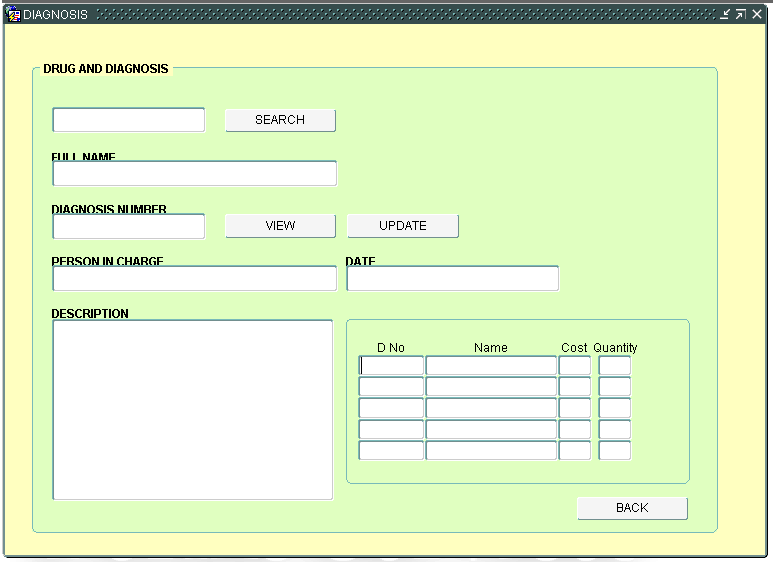 DIAGNOSIS
DRUG AND DIAGNOSIS
SEARCH
FULL NAME
DIAGNOSIS NUMBER
VIEW UPDATE
PERSON IN CHARGE DATE
DESCRIPTION
D No Name Cost Quantity
BACK